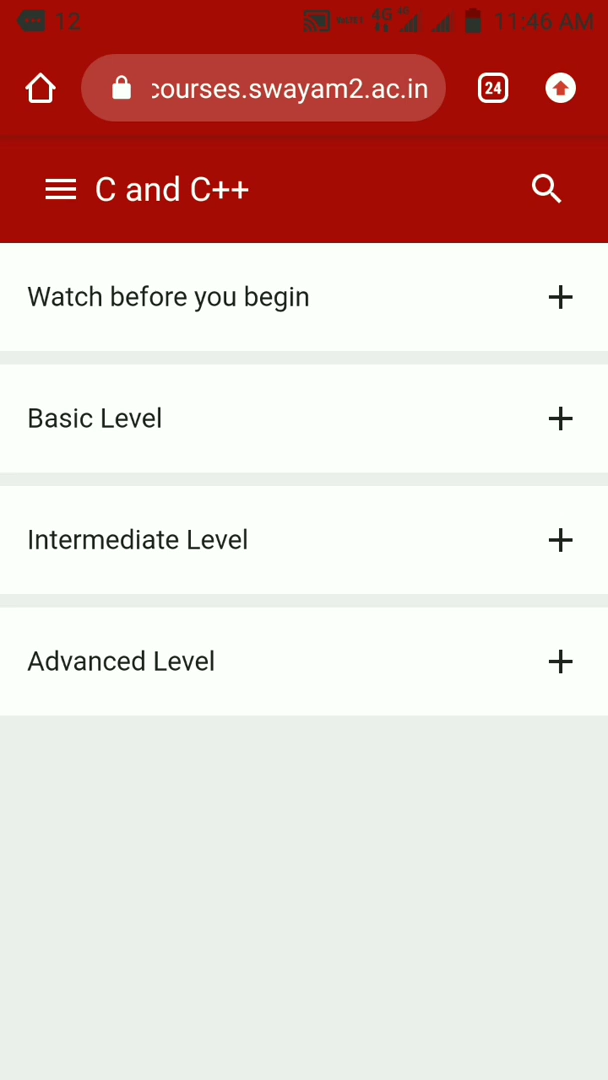 12
4G
11:46 AM
courses.swayam2.ac.in
24
C and C++
Watch before you begin
Basic Level
Intermediate Level
Advanced Level